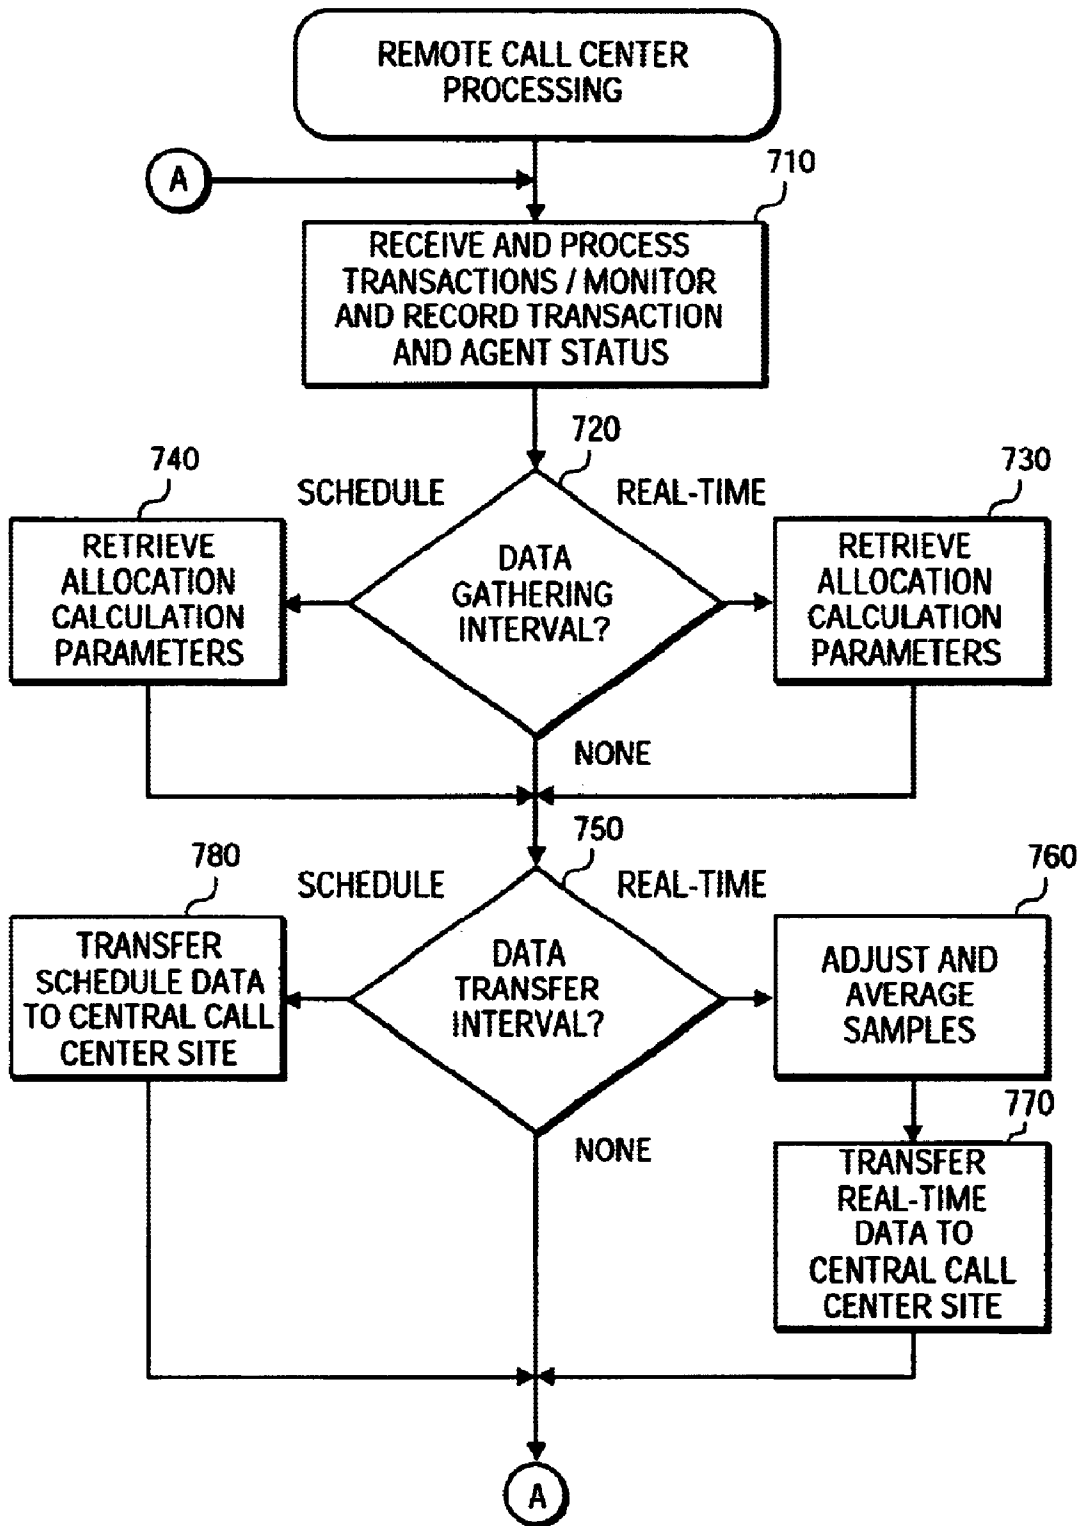 REMOTE CALL CENTER
PROCESSING
A
710
RECEIVE AND PROCESS
TRANSACTIONS / MONITOR
AND RECORD TRANSACTION
AND AGENT STATUS
720
740
730
SCHEDULE
REAL-TIME
RETRIEVE
ALLOCATION
CALCULATION
PARAMETERS
DATA
GATHERING
INTERVAL?
RETRIEVE
ALLOCATION
CALCULATION
PARAMETERS
NONE
750
780
760
SCHEDULE
REAL-TIME
TRANSFER
SCHEDULE DATA
TO CENTRAL CALL
CENTER SITE
DATA
TRANSFER
INTERVAL?
ADJUST AND
AVERAGE
SAMPLES
770
NONE
TRANSFER
REAL-TIME
DATA TO
CENTRAL CALL
CENTER SITE
A